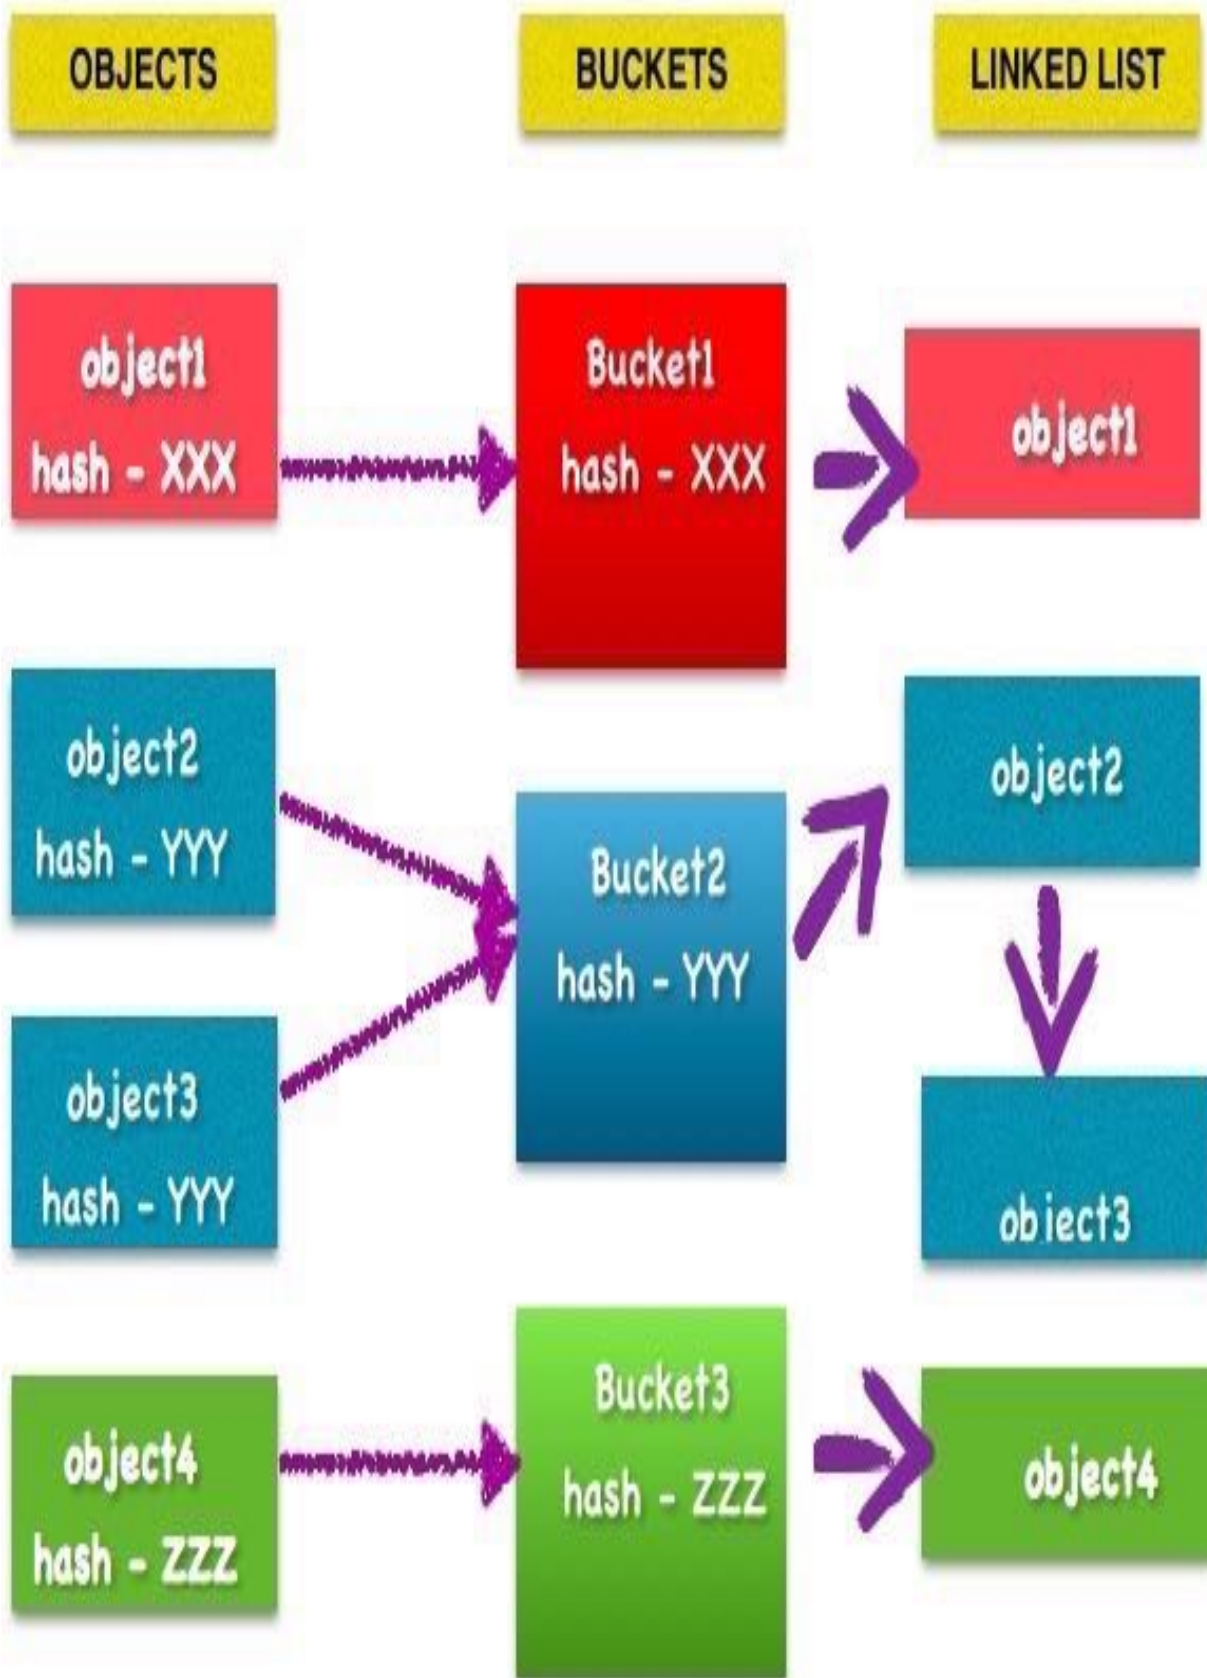 OBJECTS
BUCKETS
LINKED LIST
object1
hash - XXX
Bucket1
hash - XXX
object1
object2
hash - YYY
object3
hash - YYY
Bucket2
hash - YYY
object2
object3
object4
hash - ZZZ
Bucket3
hash - ZZZ
object4